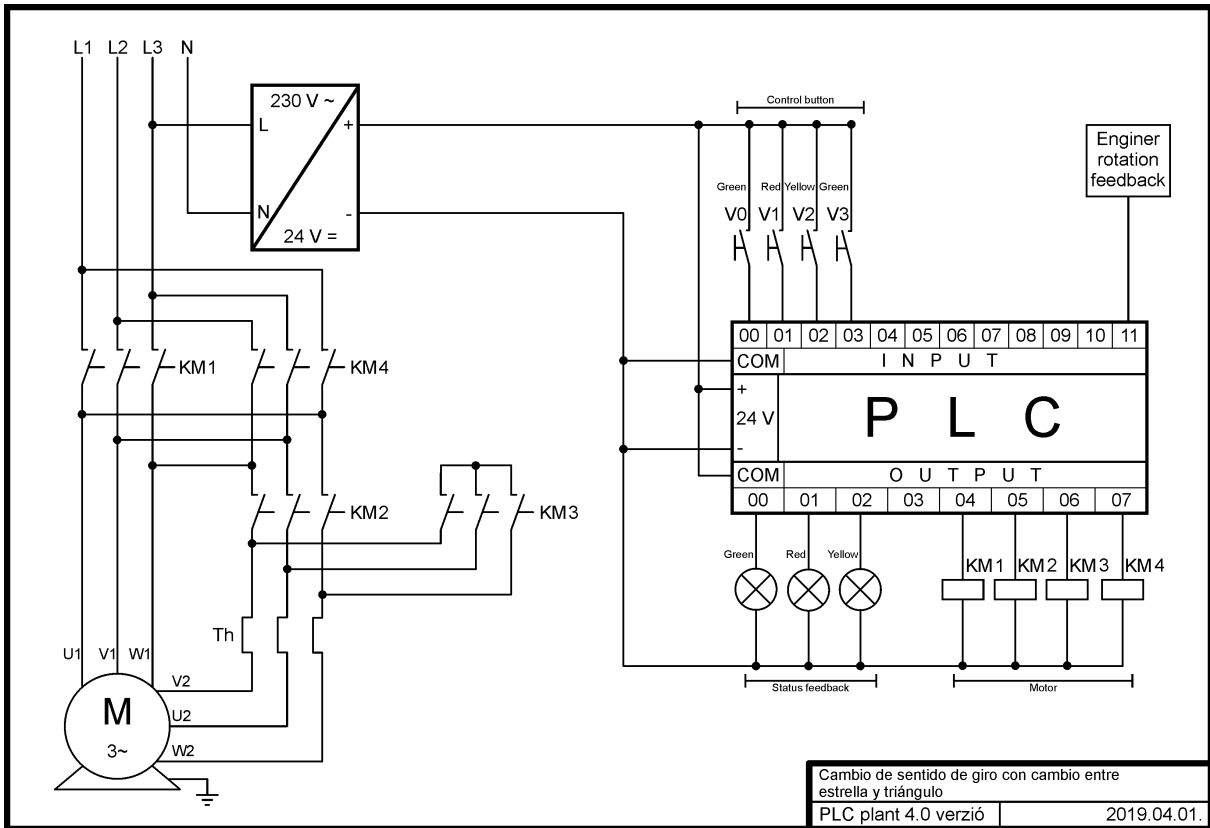 L1 L2 L3 N
230 V ~
L +
N -
24 V =
Control button
Green Red Yellow Green
V0 V1 V2 V3
Enginer
rotation
feedback
KM1 KM4
00 01 02 03 04 05 06 07 08 09 10 11
COM INPUT
+
24 V PLC
-
COM OUTPUT
00 01 02 03 04 05 06 07
KM2 KM3
Green Red Yellow
KM1 KM2 KM3 KM4
Th
U1 V1 W1
V2
U2
W2
M
3~
Status feedback Motor
Cambio de sentido de giro con cambio entre
estrella y triángulo
PLC plant 4.0 verzió 2019.04.01.